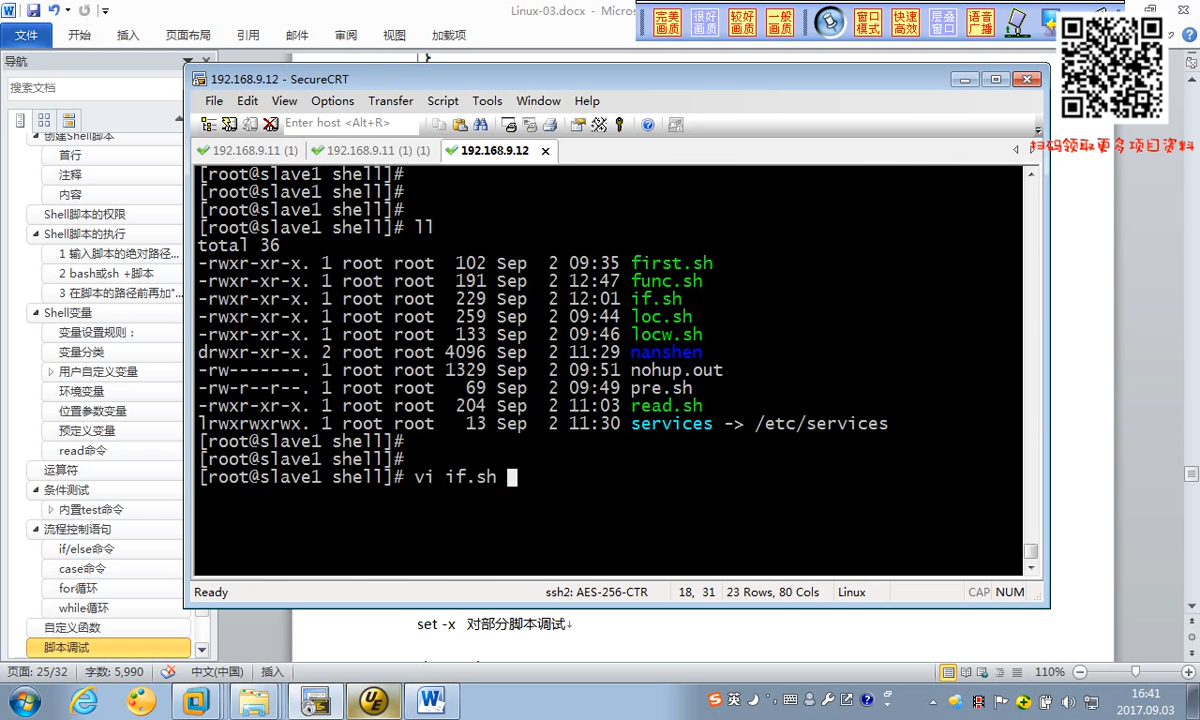 Linux-03.docx - Micros
完美画质
很好画质
较好画质
一般画质
窗口模式
快速高效
层叠窗口
语音广播
文件 开始 插入 页面布局 引用 邮件 审阅 视图 加载项
扫码领取更多项目资料
导航
搜索文档
创建Shell脚本
首行
注释
内容
Shell脚本的权限
Shell脚本的执行
1 输入脚本的绝对路径...
2 bash或sh +脚本
3 在脚本的路径前再加"...
Shell变量
变量设置规则：
变量分类
用户自定义变量
环境变量
位置参数变量
预定义变量
read命令
运算符
条件测试
内置test命令
流程控制语句
if/else命令
case命令
for循环
while循环
自定义函数
脚本调试
}
192.168.9.12 - SecureCRT
File Edit View Options Transfer Script Tools Window Help
Enter host <Alt+R>
192.168.9.11 (1) 192.168.9.11 (1) (1) 192.168.9.12
[root@slave1 shell]#
[root@slave1 shell]#
[root@slave1 shell]#
[root@slave1 shell]# ll
total 36
-rwxr-xr-x. 1 root root 102 Sep 2 09:35 first.sh
-rwxr-xr-x. 1 root root 191 Sep 2 12:47 func.sh
-rwxr-xr-x. 1 root root 229 Sep 2 12:01 if.sh
-rwxr-xr-x. 1 root root 259 Sep 2 09:44 loc.sh
-rwxr-xr-x. 1 root root 133 Sep 2 09:46 locw.sh
drwxr-xr-x. 2 root root 4096 Sep 2 11:29 nanshen
-rw-------. 1 root root 1329 Sep 2 09:51 nohup.out
-rw-r--r--. 1 root root 69 Sep 2 09:49 pre.sh
-rwxr-xr-x. 1 root root 204 Sep 2 11:03 read.sh
lrwxrwxrwx. 1 root root 13 Sep 2 11:30 services -> /etc/services
[root@slave1 shell]#
[root@slave1 shell]#
[root@slave1 shell]# vi if.sh
Ready ssh2: AES-256-CTR 18, 31 23 Rows, 80 Cols Linux CAP NUM
set -x 对部分脚本调试
页面: 25/32 字数: 5,990 中文(中国) 插入 110%
英
16:41
2017.09.03